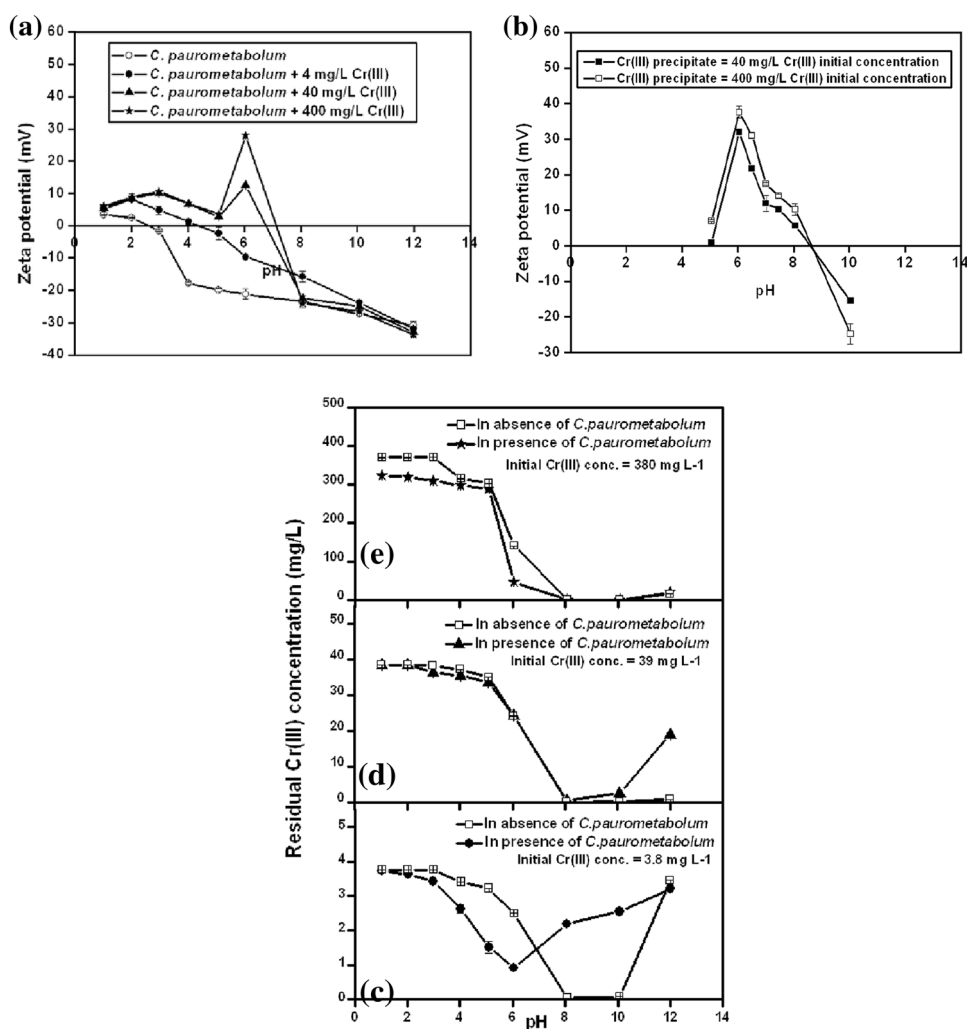 (a)
C. paurometabolum
C. paurometabolum + 4 mg/L Cr(III)
C. paurometabolum + 40 mg/L Cr(III)
C. paurometabolum + 400 mg/L Cr(III)
Zeta potential (mV)
60
50
40
30
20
10
0
-10
-20
-30
-40
0 2 4 6 8 10 12 14
pH
(b)
Cr(III) precipitate = 40 mg/L Cr(III) initial concentration
Cr(III) precipitate = 400 mg/L Cr(III) initial concentration
Zeta potential (mV)
60
50
40
30
20
10
0
-10
-20
-30
0 2 4 6 8 10 12 14
pH
Residual Cr(III) concentration (mg/L)
(e)
In absence of C.paurometabolum
In presence of C.paurometabolum
Initial Cr(III) conc. = 380 mg L-1
500
400
300
200
100
0
(d)
In absence of C.paurometabolum
In presence of C.paurometabolum
Initial Cr(III) conc. = 39 mg L-1
50
40
30
20
10
0
(c)
In absence of C.paurometabolum
In presence of C.paurometabolum
Initial Cr(III) conc. = 3.8 mg L-1
5
4
3
2
1
0
0 2 4 6 8 10 12 14
pH